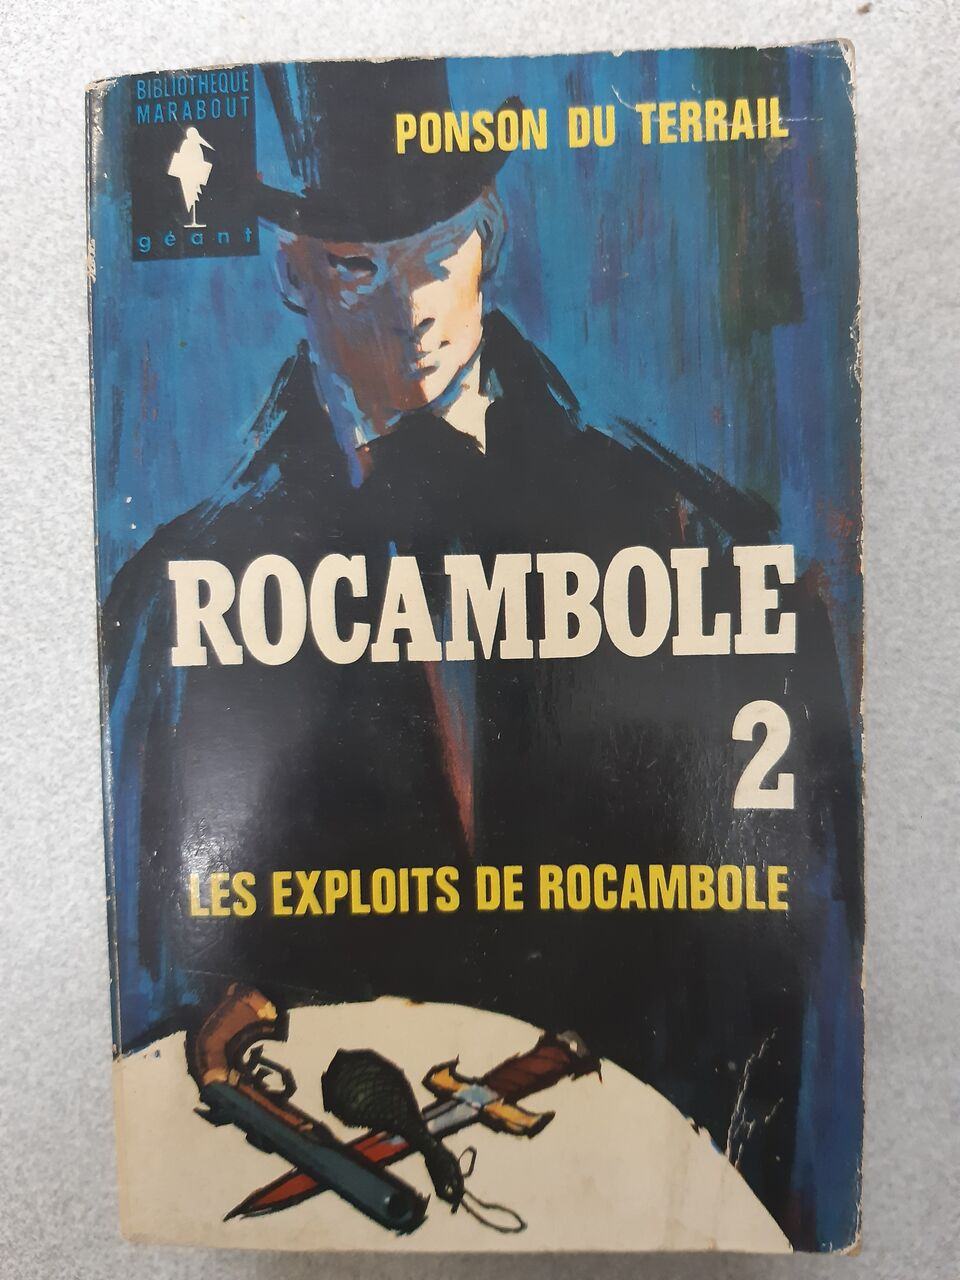 BIBLIOTHEQUE
MARABOUT
géant
PONSON DU TERRAIL
ROCAMBOLE
2
LES EXPLOITS DE ROCAMBOLE